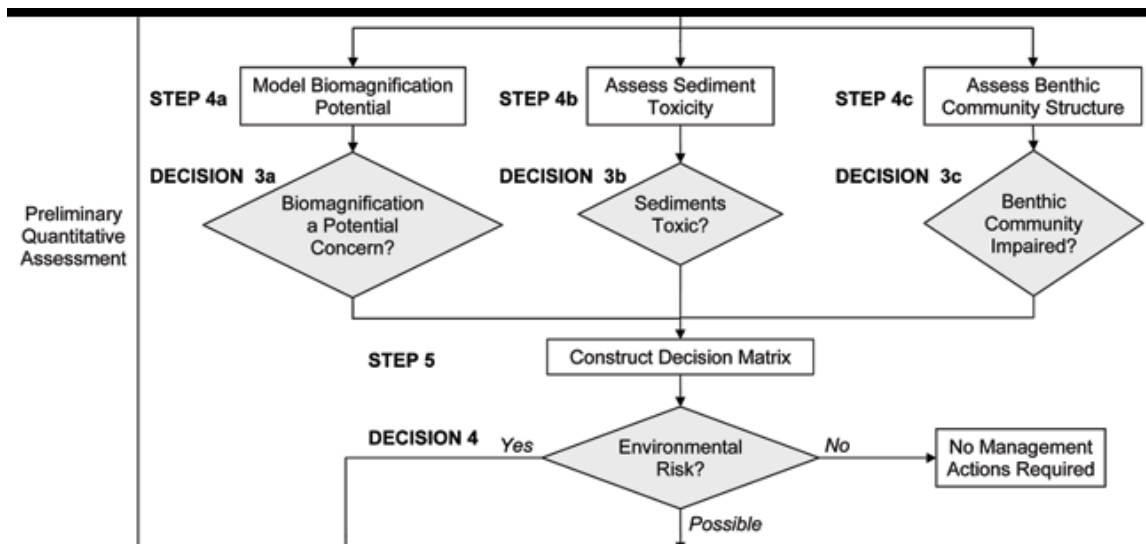 STEP 4a
Model Biomagnification
Potential
STEP 4b
Assess Sediment
Toxicity
STEP 4c
Assess Benthic
Community Structure
DECISION 3a
Biomagnification
a Potential
Concern?
DECISION 3b
Sediments
Toxic?
DECISION 3c
Benthic
Community
Impaired?
Preliminary
Quantitative
Assessment
STEP 5
Construct Decision Matrix
DECISION 4
Yes
Environmental
Risk?
No
No Management
Actions Required
Possible